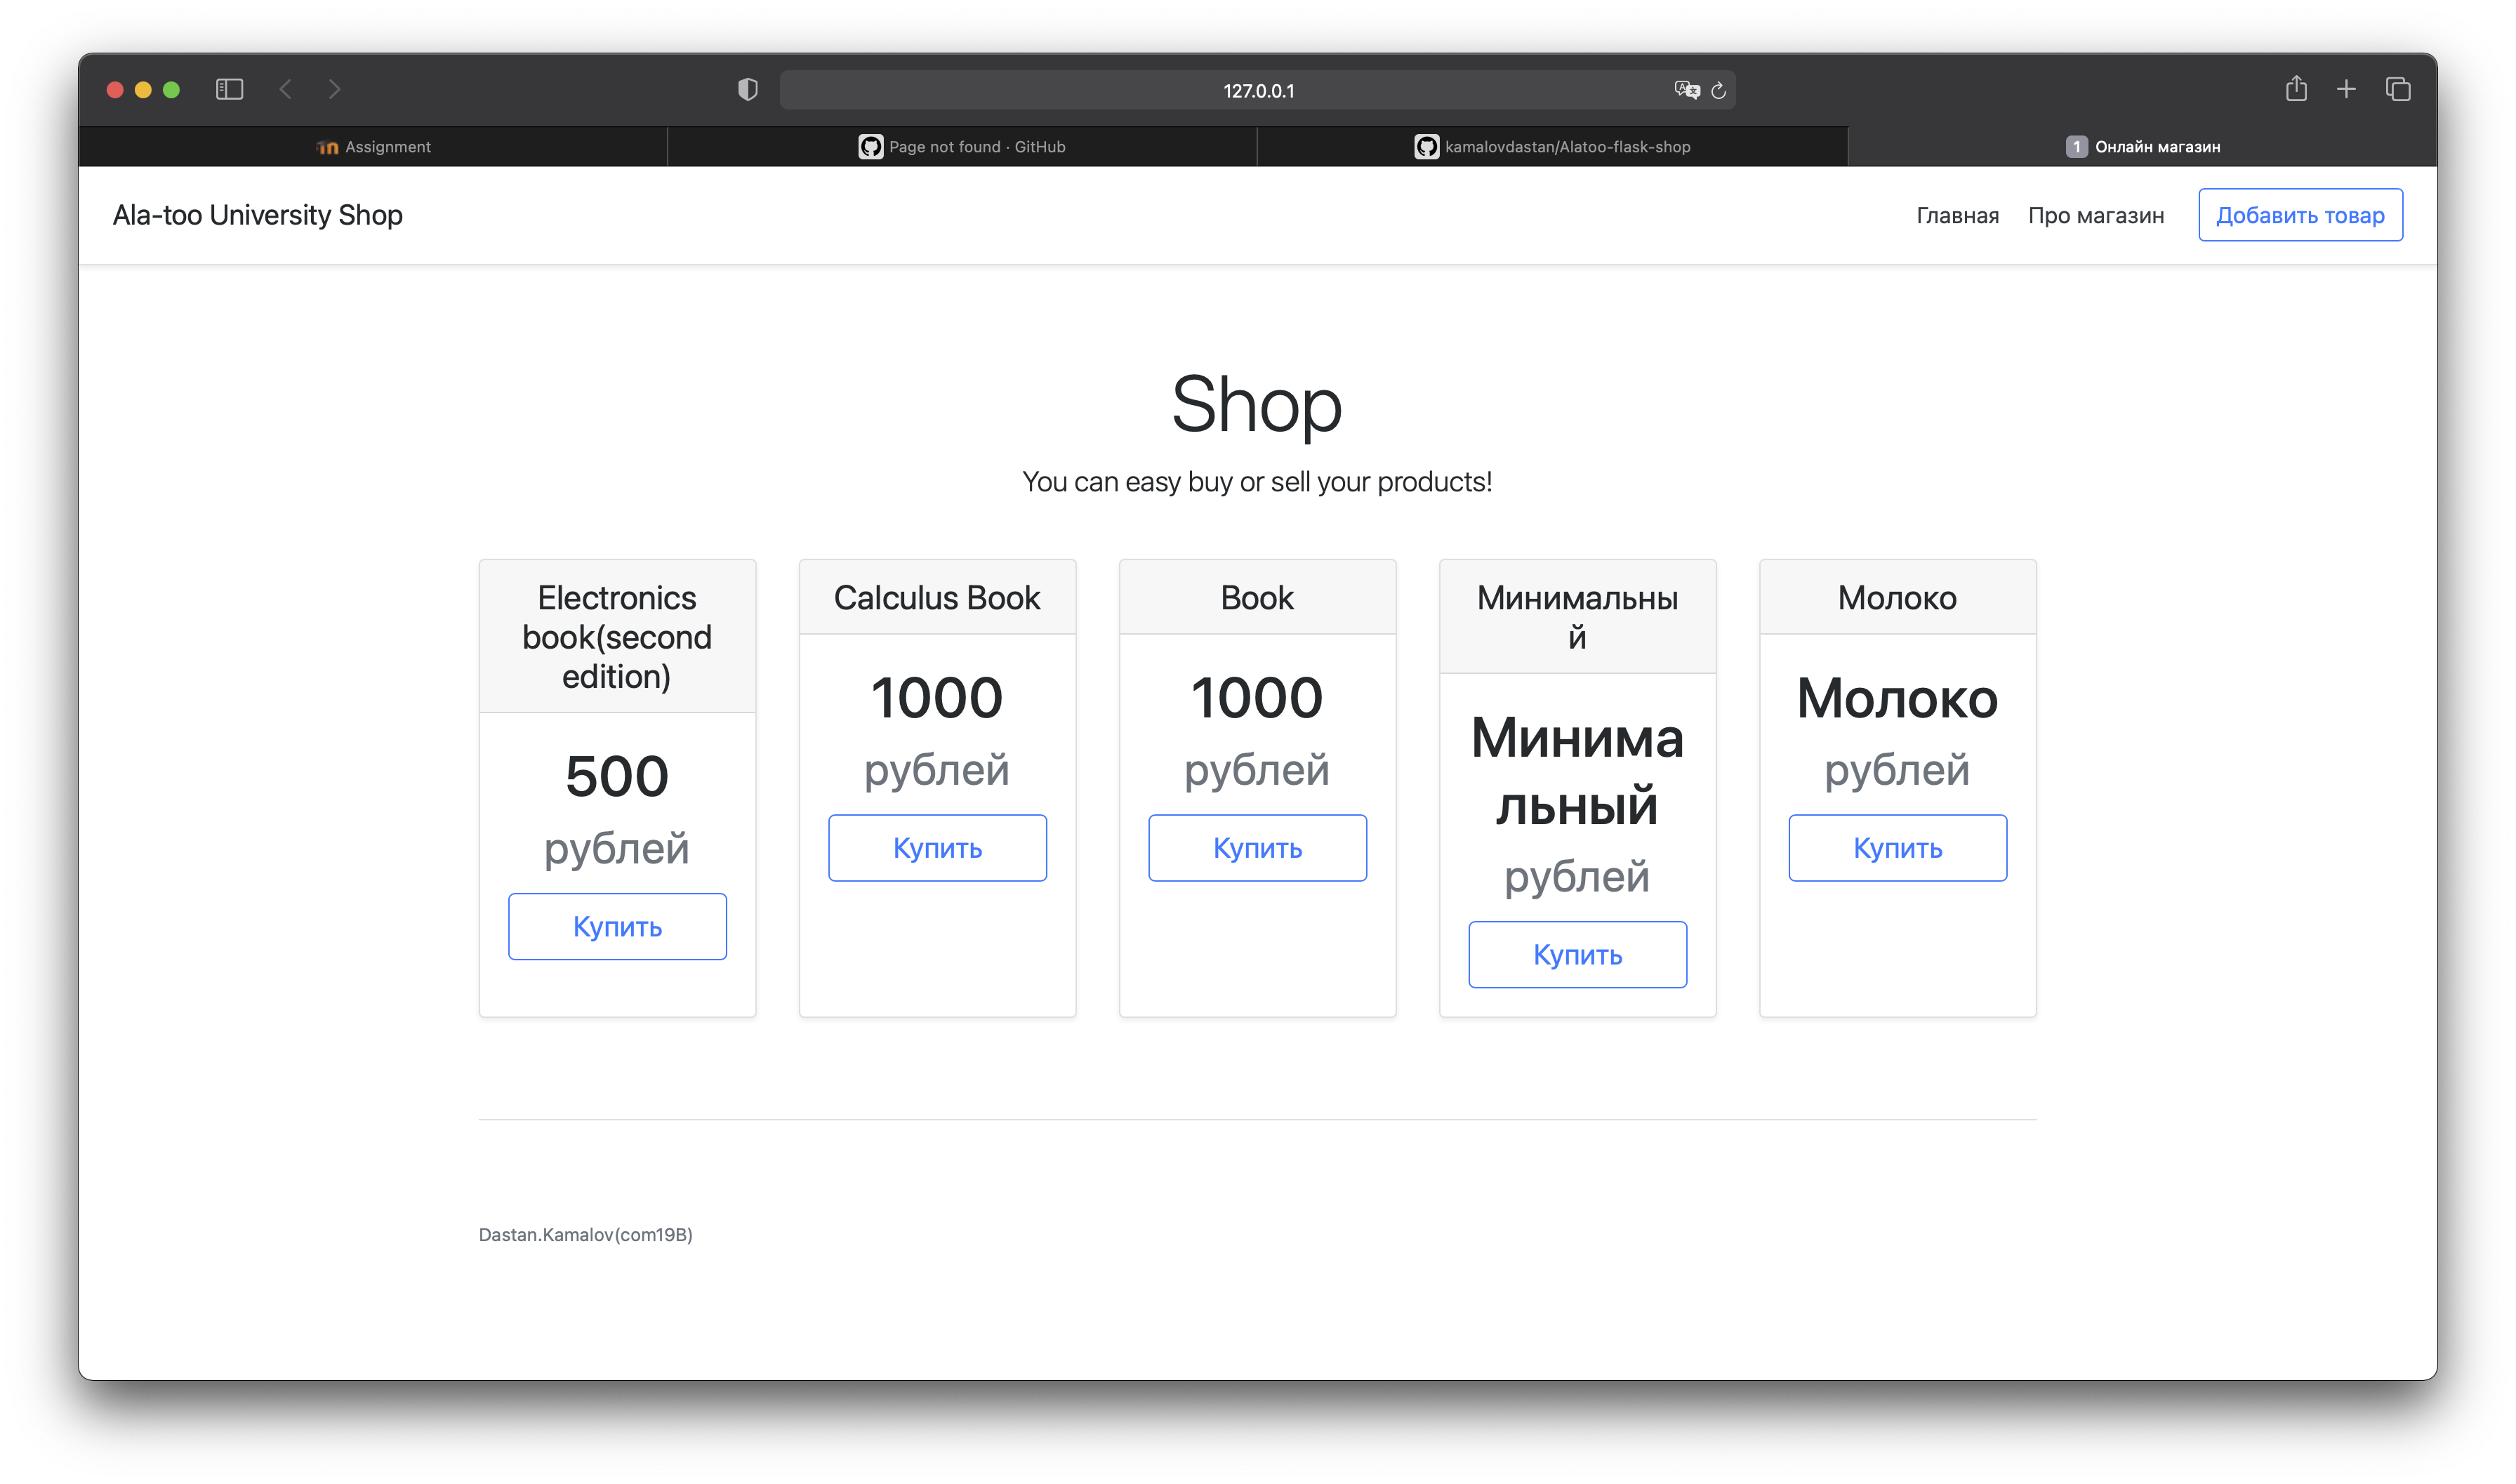 127.0.0.1
Assignment
Page not found · GitHub
kamalovdastan/Alatoo-flask-shop
1 Онлайн магазин
Ala-too University Shop
Главная
Про магазин
Добавить товар
Shop
You can easy buy or sell your products!
Electronics
book(second
edition)
500
рублей
Купить
Calculus Book
1000
рублей
Купить
Book
1000
рублей
Купить
Минимальны
й
Минима
льный
рублей
Купить
Молоко
Молоко
рублей
Купить
Dastan.Kamalov(com19B)